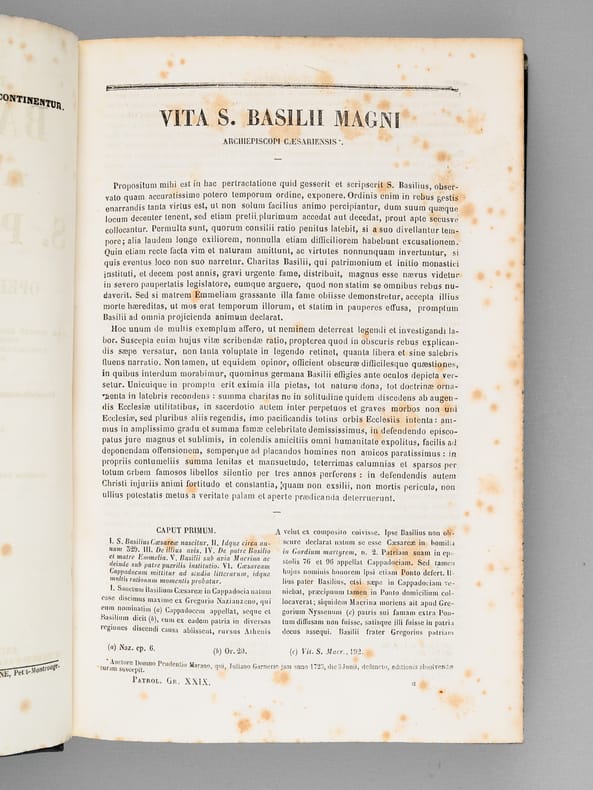 CONTINENTUR.
VITA S. BASILII MAGNI
ARCHIEPISCOPI CÆSARIENSIS *.
Propositum mihi est in hac pertractatione quid gesserit et scripserit S. Basilius, obser-
vato quam accuratissime potero temporum ordine, exponere. Ordinis enim in rebus gestis
enarrandis tanta virtus est, ut non solum facilius animo percipiantur, dum suum quæque
locum decenter tenent, sed etiam pretii plurimum accedat aut decedat, prout apte secusve
collocantur. Permulta sunt, quorum consilii ratio penitus latebit, si a suo divellantur tem-
pore; alia laudem longe exiliorem, nonnulla etiam difficiliorem habebunt excusationem.
Quin etiam recte facta vim et naturam amittunt, ac virtutes nonnunquam invertuntur, si
quis eventus loco non suo narretur. Charitas Basilii, qui patrimonium et initio monastici
instituti, et decem post annis, gravi urgente fame, distribuit, magnus esse nævus videtur
in severo paupertatis legislatore, eumque arguere, quod non statim se omnibus rebus nu-
daverit. Sed si matrem Emmeliam grassante illa fame obiisse demonstretur, accepta illius
morte hæreditas, ut mos erat temporum illorum, et statim in pauperes effusa, promptum
Basilii ad omnia projicienda animum declarat.
Hoc unum de multis exemplum affero, ut neminem deterreat legendi et investigandi la-
bor. Suscepta enim hujus vitæ scribendæ ratio, propterea quod in obscuris rebus explican-
dis sæpe versatur, non tanta voluptate in legendo retinet, quanta libera et sine salebris
fluens narratio. Non tamen, ut equidem opinor, officient obscuræ difficilesque quæstiones,
in quibus interdum morabimur, quominus germana Basilii effigies ante oculos depicta ver-
setur. Unicuique in promptu erit eximia illa pietas, tot naturæ dona, tot doctrinæ orna-
menta in latebris recondens : summa charitas ne in solitudine quidem discedens ab augen-
dis Ecclesiæ utilitatibus, in sacerdotio autem inter perpetuos et graves morbos non uni
Ecclesiæ, sed pluribus aliis regendis, imo pacificandis totius orbis Ecclesiis intenta : ani-
mus in amplissimo gradu et summa famæ celebritate demississimus, in defendendo episco-
patus jure magnus et sublimis, in colendis amicitiis omni humanitate expolitus, facilis ad
deponendam offensionem, semperque ad placandos homines non amicos paratissimus : in
propriis contumeliis summa lenitas et mansuetudo, teterrimas calumnias et sparsos per
totum orbem famosos libellos silentio per tres annos perferens : in defendendis autem
Christi injuriis animi fortitudo et constantia, quam non exsilii, non mortis pericula, non
ullius potestatis metus a veritate palam et aperte prædicanda deterruerunt.
CAPUT PRIMUM.
I. S. Basilius Cæsareæ nascitur. II. Idque circa an-
num 329. III. De illius avis. IV. De patre Basilio
et matre Emmelia. V. Basilii sub avia Macrina ac
deinde sub patre puerilis institutio. VI. Cæsaream
Cappadocum mittitur ad studia litterarum, idque
multis rationum momentis probatur.
I. Sanctum Basilium Cæsareæ in Cappadocia natum
esse discimus maxime ex Gregorio Nazianzeno, qui
eum nominatim (a) Cappadocem appellat, seque et
Basilium dicit (b), cum ex eadem patria in diversas
regiones discendi causa abiissent, rursus Athenis
A velut ex composito coivisse. Ipse Basilius non ob-
scure declarat natum se esse Cæsareæ in homilia
in Gordium martyrem, n. 2. Patriam suam in epi-
stolis 76 et 96 appellat Cappadociam. Sed tamen
hujus nominis honorem ipsi etiam Ponto defert. Il-
lius pater Basilius, etsi sæpe in Cappadociam ve-
niebat, præcipuum tamen in Ponto domicilium col-
locaverat; siquidem Macrina moriens ait apud Gre-
gorium Nyssenum (c) patris sui famam extra Pon-
tum diffusam non fuisse, satisque illi fuisse in patria
decus assequi. Basilii frater Gregorius patriam
(a) Naz. ep. 6. (b) Or. 20. (c) Vit. S. Macr., 192.
* Auctore Domno Prudentio Marano, qui, Juliano Garnerio jam anno 1725, die 3 Junii, defuncto, editionis absolvendæ
curam suscepit.
PATROL. GR. XXIX. a
NE, Petit-Montrouge.